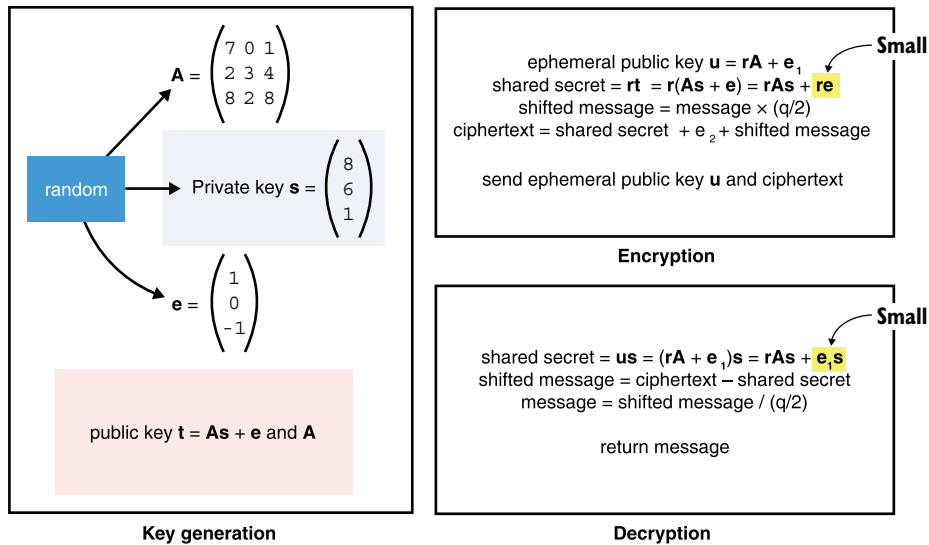 random
A = 
7 0 1
2 3 4
8 2 8
Private key s =
8
6
1
e =
1
0
-1
public key t = As + e and A
Key generation
Small
ephemeral public key u = rA + e1
shared secret = rt = r(As + e) = rAs + re
shifted message = message × (q/2)
ciphertext = shared secret + e2 + shifted message
send ephemeral public key u and ciphertext
Encryption
Small
shared secret = us = (rA + e1)s = rAs + e1s
shifted message = ciphertext – shared secret
message = shifted message / (q/2)
return message
Decryption